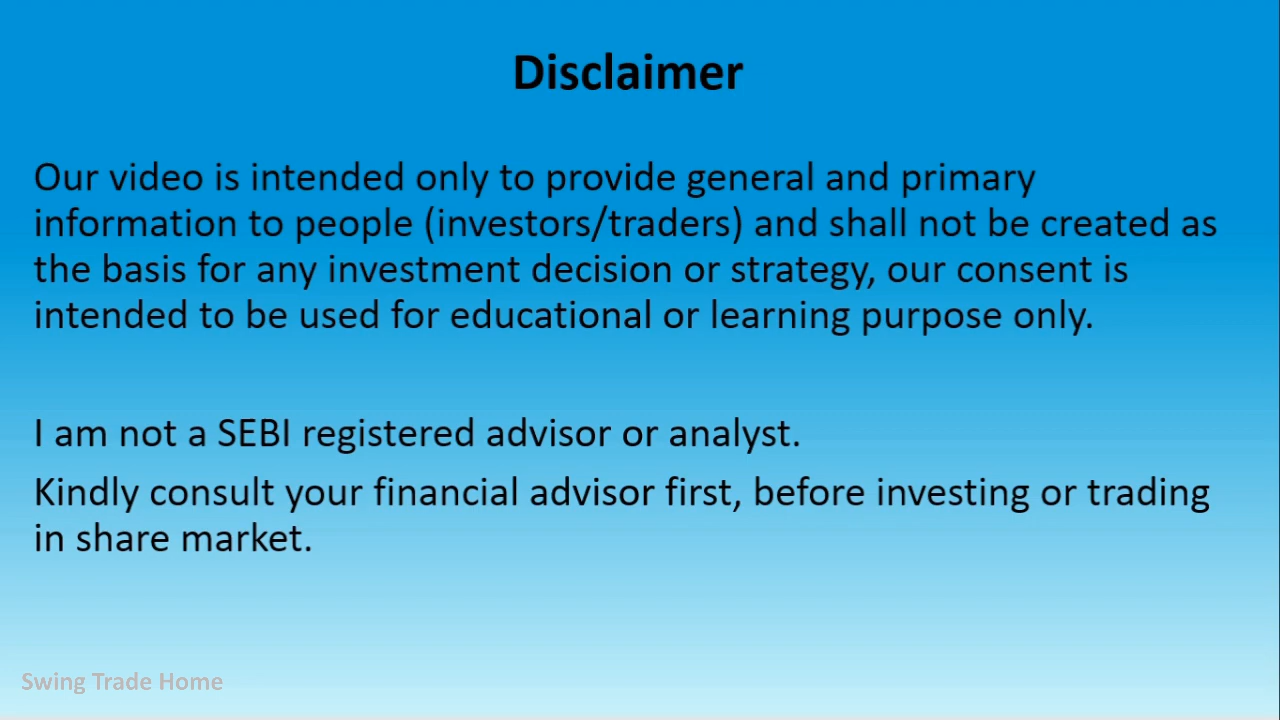 Disclaimer
Our video is intended only to provide general and primary
information to people (investors/traders) and shall not be created as
the basis for any investment decision or strategy, our consent is
intended to be used for educational or learning purpose only.
I am not a SEBI registered advisor or analyst.
Kindly consult your financial advisor first, before investing or trading
in share market.
Swing Trade Home